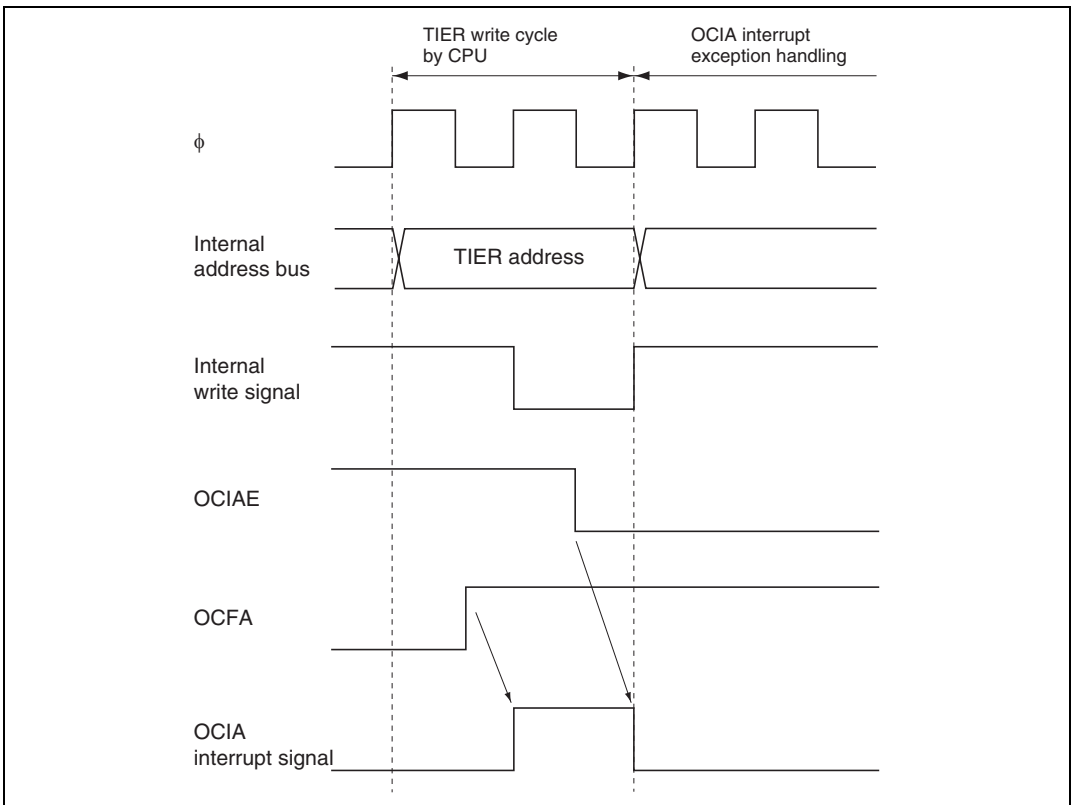 TIER write cycle
by CPU
OCIA interrupt
exception handling
ϕ
Internal
address bus
TIER address
Internal
write signal
OCIAE
OCFA
OCIA
interrupt signal